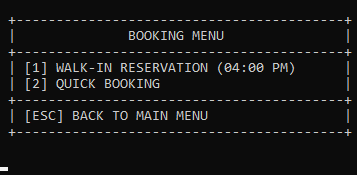 BOOKING MENU
[1] WALK-IN RESERVATION (04:00 PM)
[2] QUICK BOOKING
[ESC] BACK TO MAIN MENU